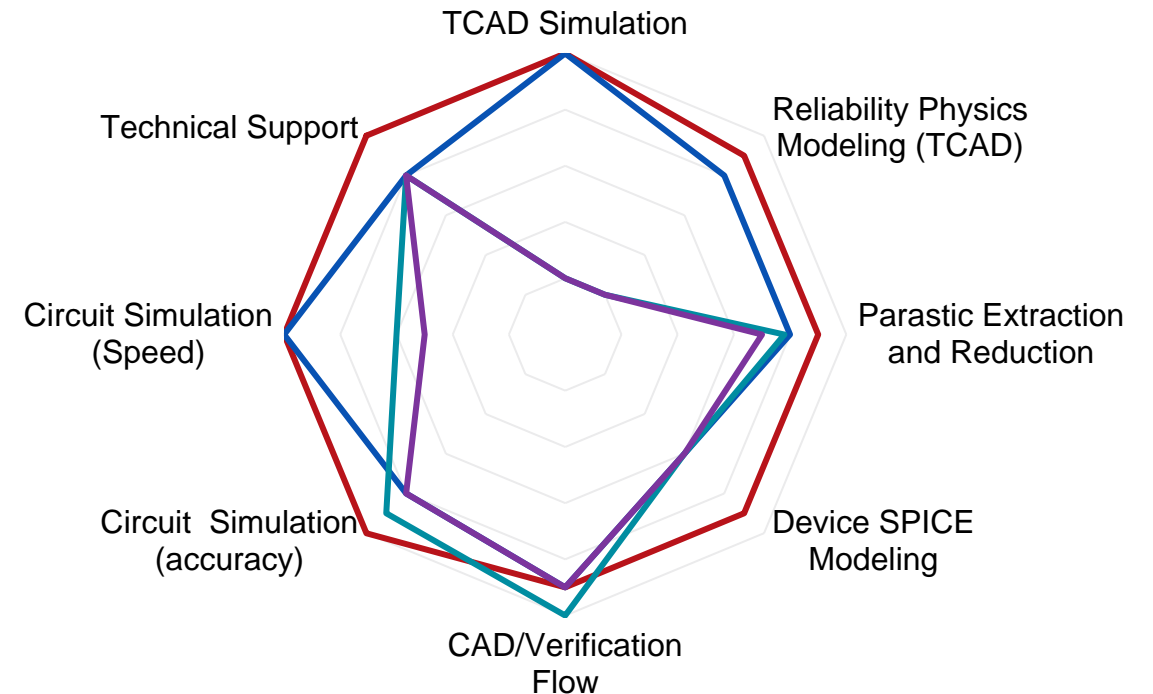 TCAD Simulation
Reliability Physics
Modeling (TCAD)
Technical Support
Parastic Extraction
and Reduction
Circuit Simulation
(Speed)
Device SPICE
Modeling
Circuit  Simulation
(accuracy)
CAD/Verification
Flow